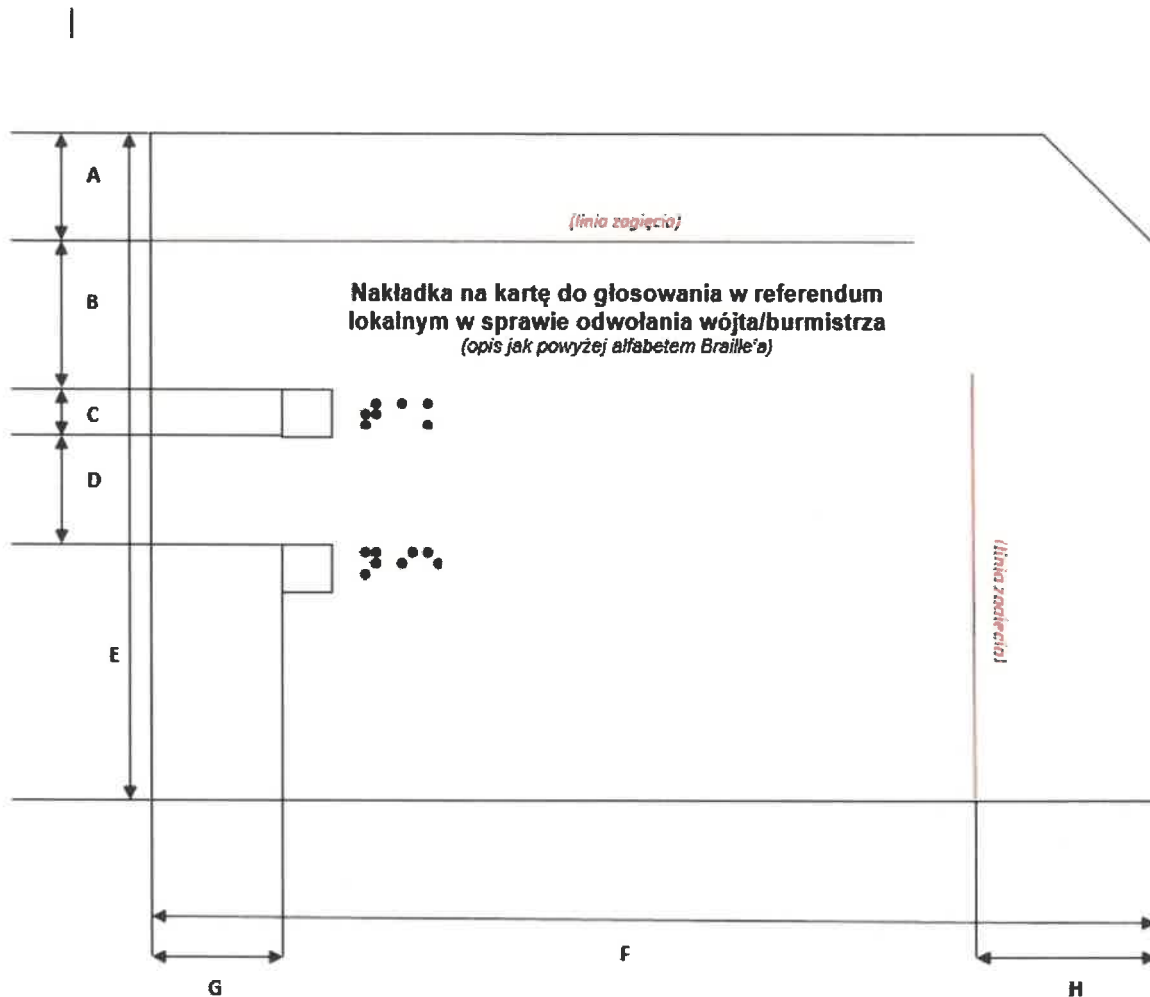 A
(linia zagięcia)
B
Nakładka na kartę do głosowania w referendum
lokalnym w sprawie odwołania wójta/burmistrza
(opis jak powyżej alfabetem Braille'a)
C
⠞⠁⠅
D
⠝⠊⠑
(linia zagięcia)
E
F
G
H